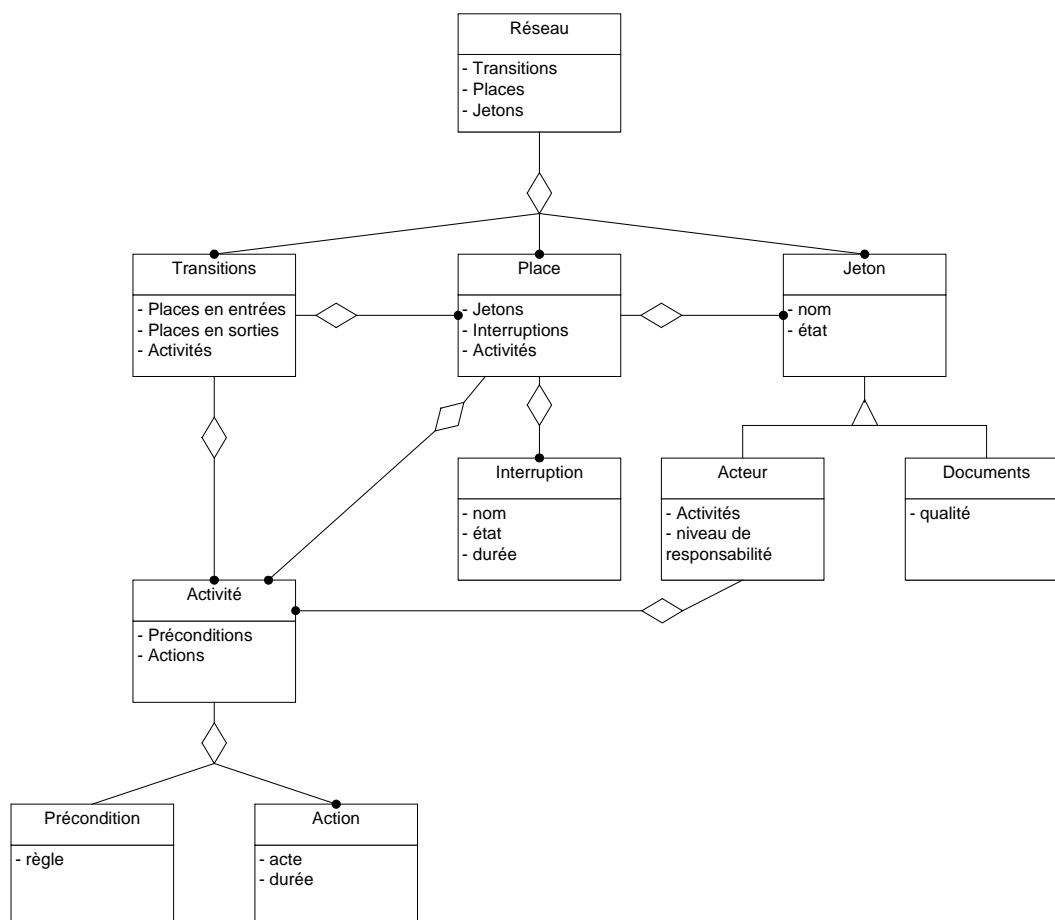 Réseau
- Transitions
- Places
- Jetons
Transitions
- Places en entrées
- Places en sorties
- Activités
Place
- Jetons
- Interruptions
- Activités
Jeton
- nom
- état
Interruption
- nom
- état
- durée
Acteur
- Activités
- niveau de
responsabilité
Documents
- qualité
Activité
- Préconditions
- Actions
Précondition
- règle
Action
- acte
- durée